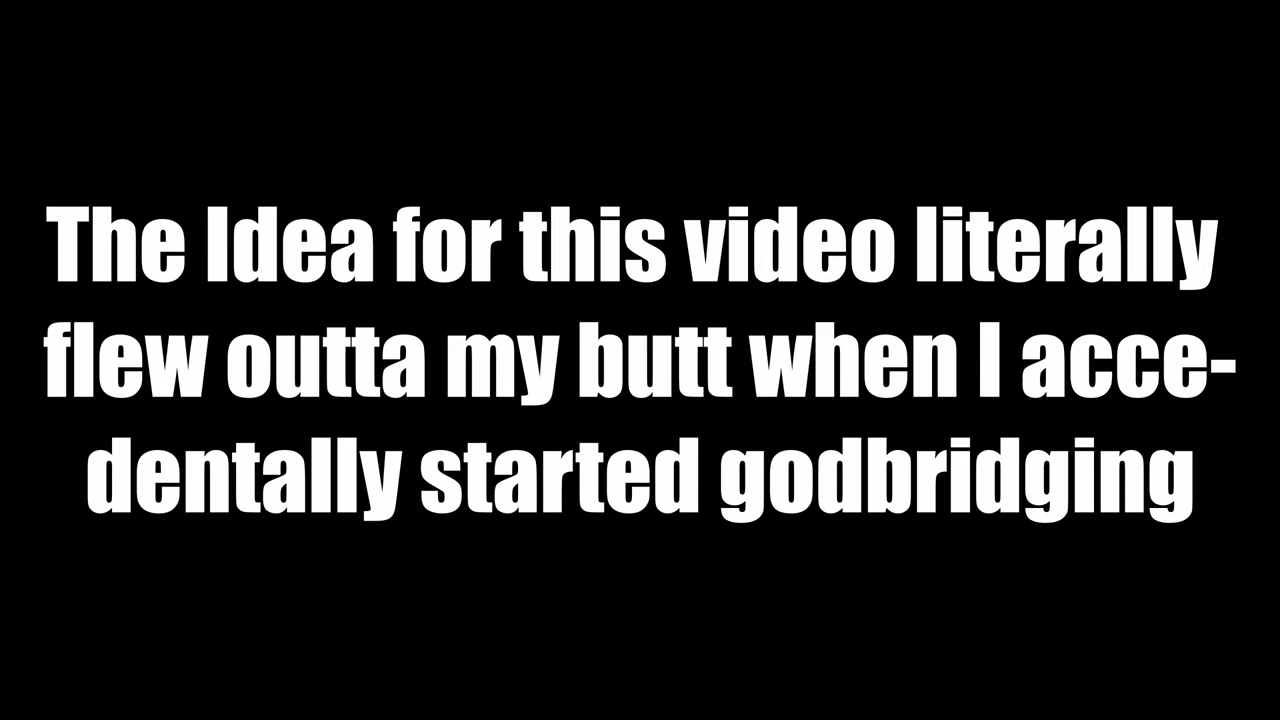 The Idea for this video literally
flew outta my butt when I acce-
dentally started godbridging